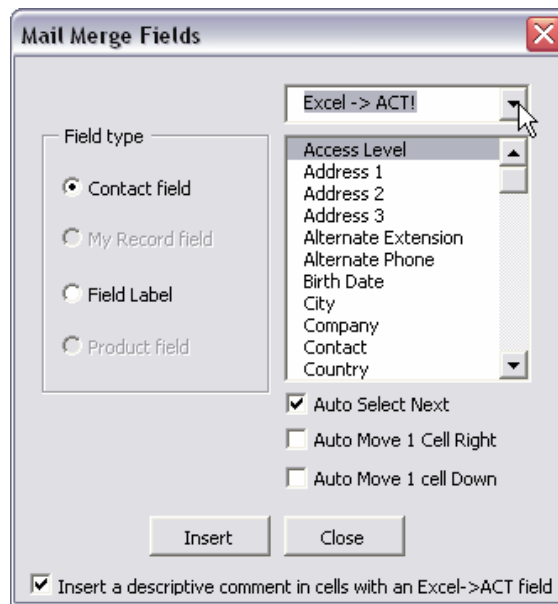 Mail Merge Fields
Excel -> ACT!
Field type
Contact field
My Record field
Field Label
Product field
Access Level
Address 1
Address 2
Address 3
Alternate Extension
Alternate Phone
Birth Date
City
Company
Contact
Country
Auto Select Next
Auto Move 1 Cell Right
Auto Move 1 cell Down
Insert
Close
Insert a descriptive comment in cells with an Excel->ACT field